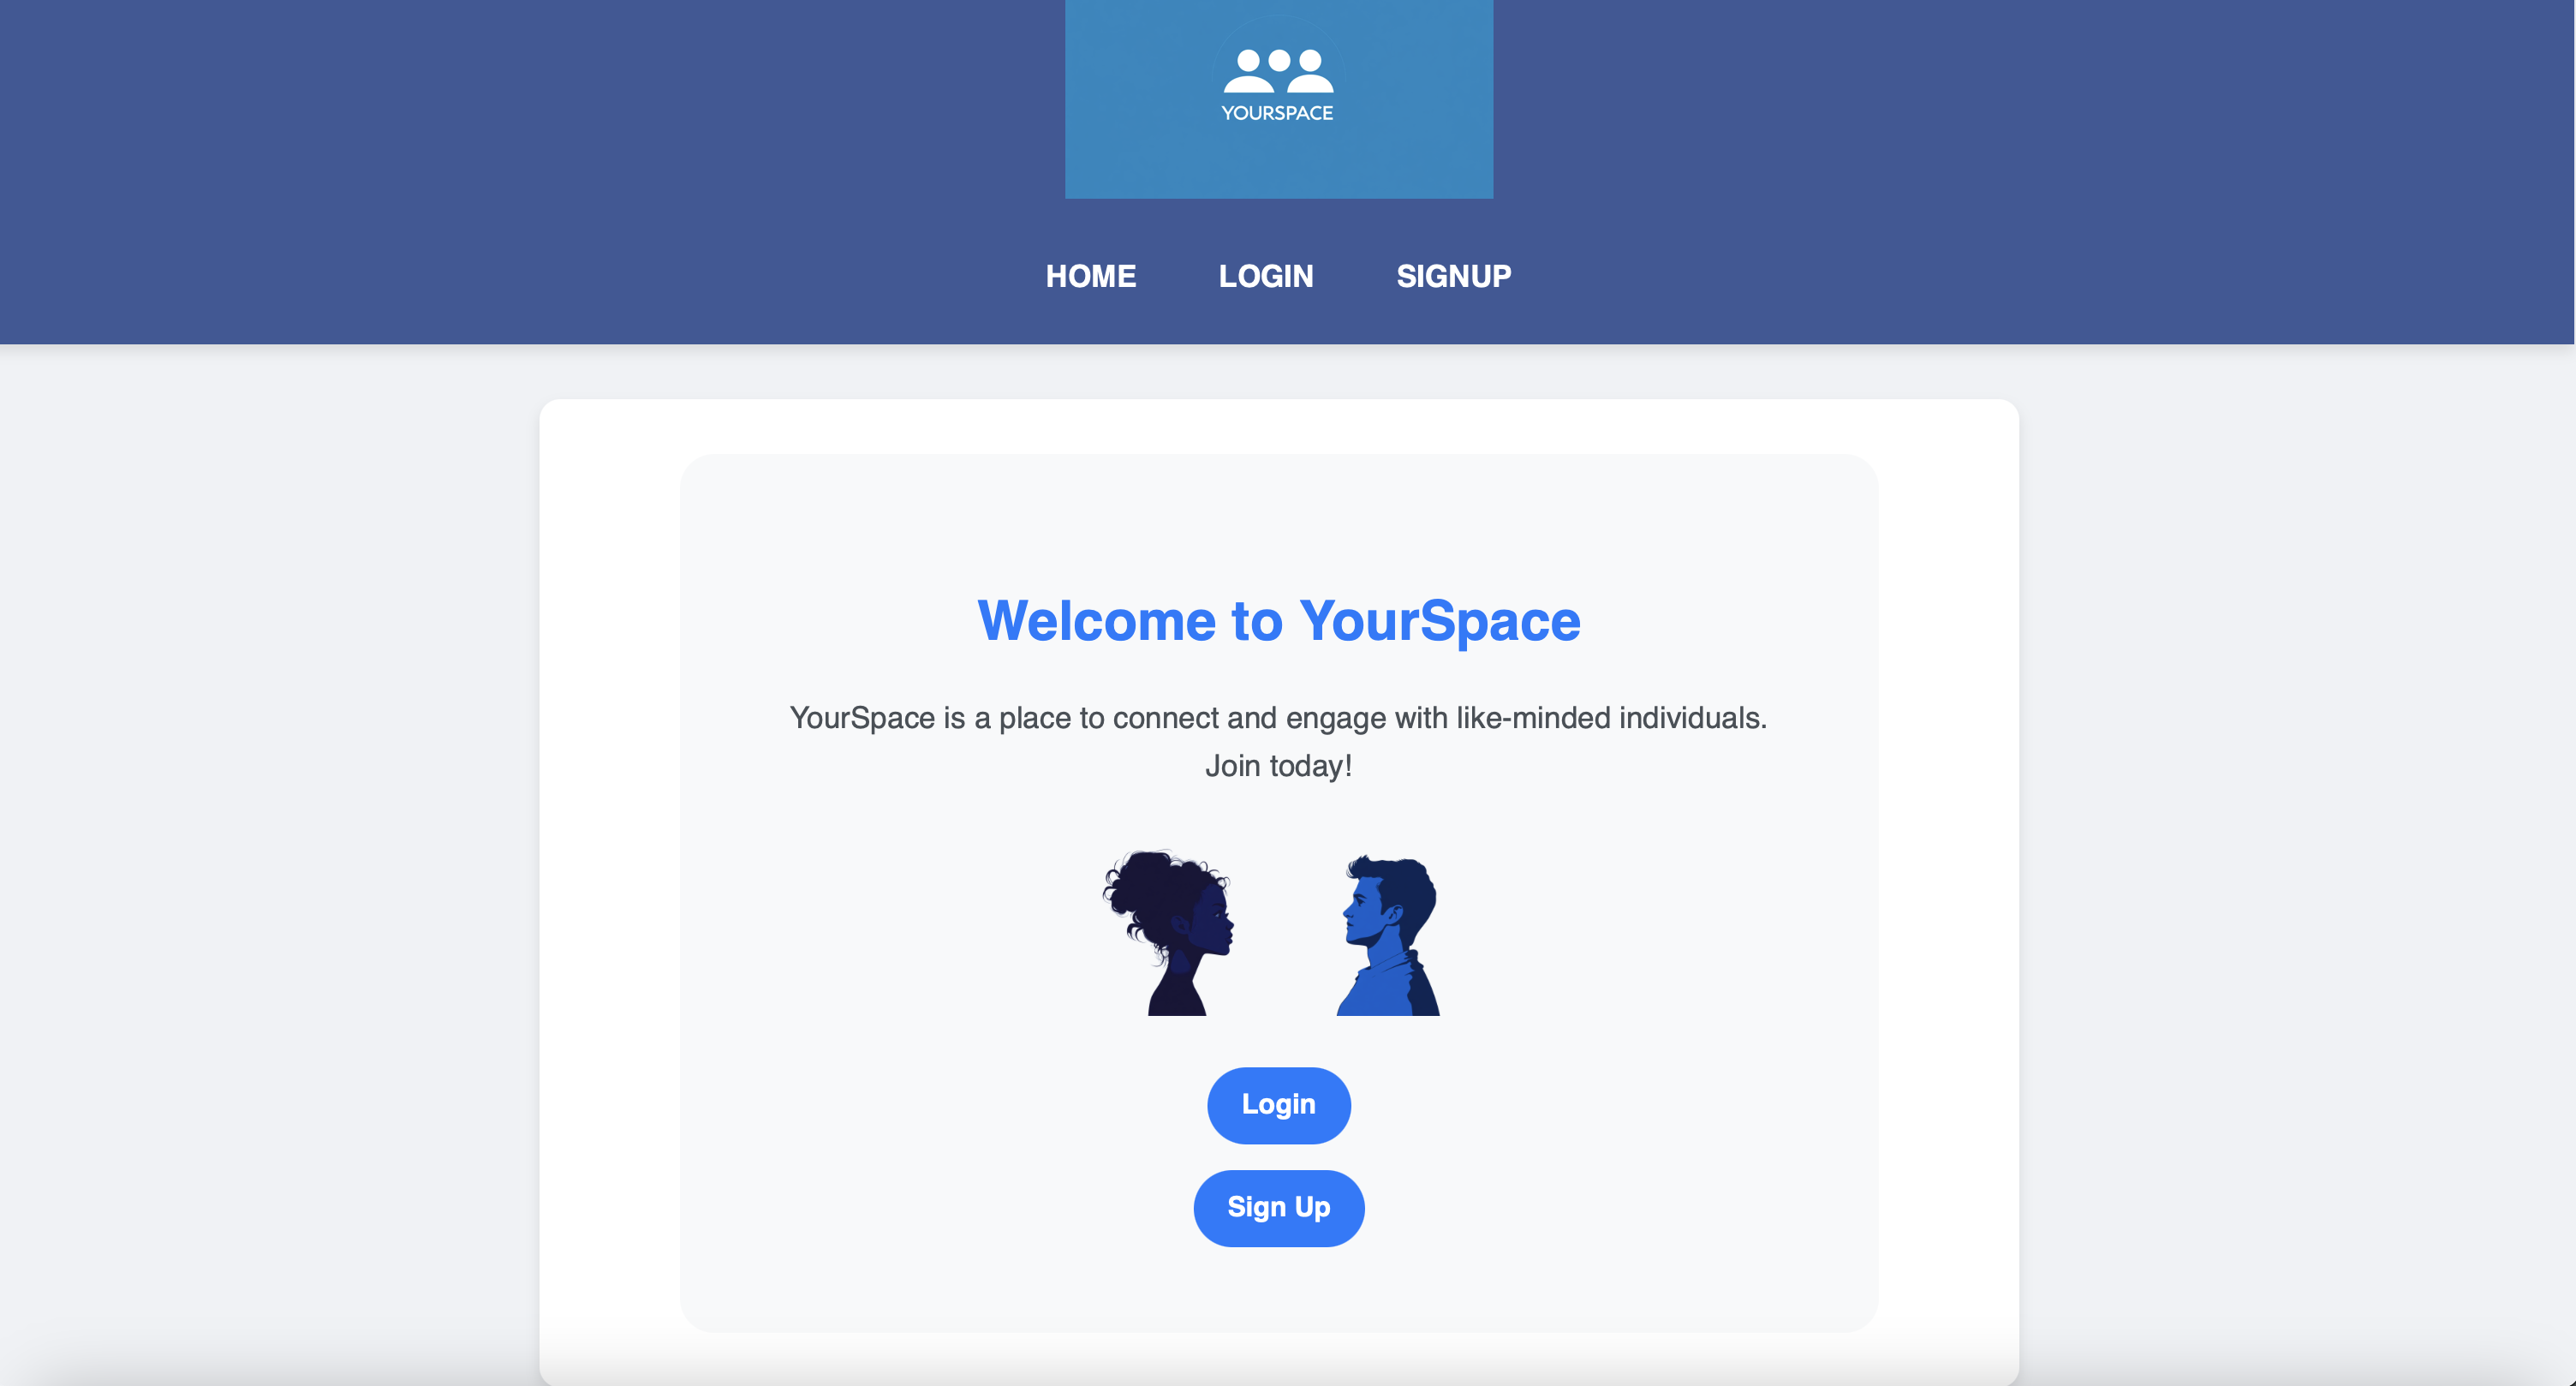 YOURSPACE
HOME LOGIN SIGNUP
Welcome to YourSpace
YourSpace is a place to connect and engage with like-minded individuals.
Join today!
Login
Sign Up